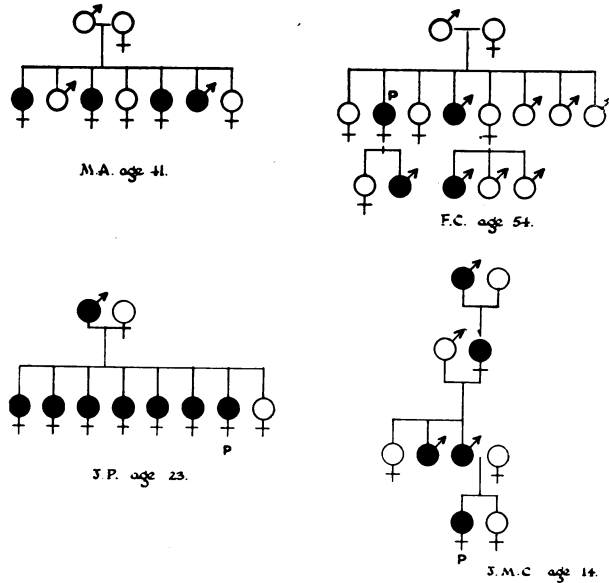 P
M.A. age 41.
F.C. age 54.
P
J.P. age 23.
P
J.M.C age 14.